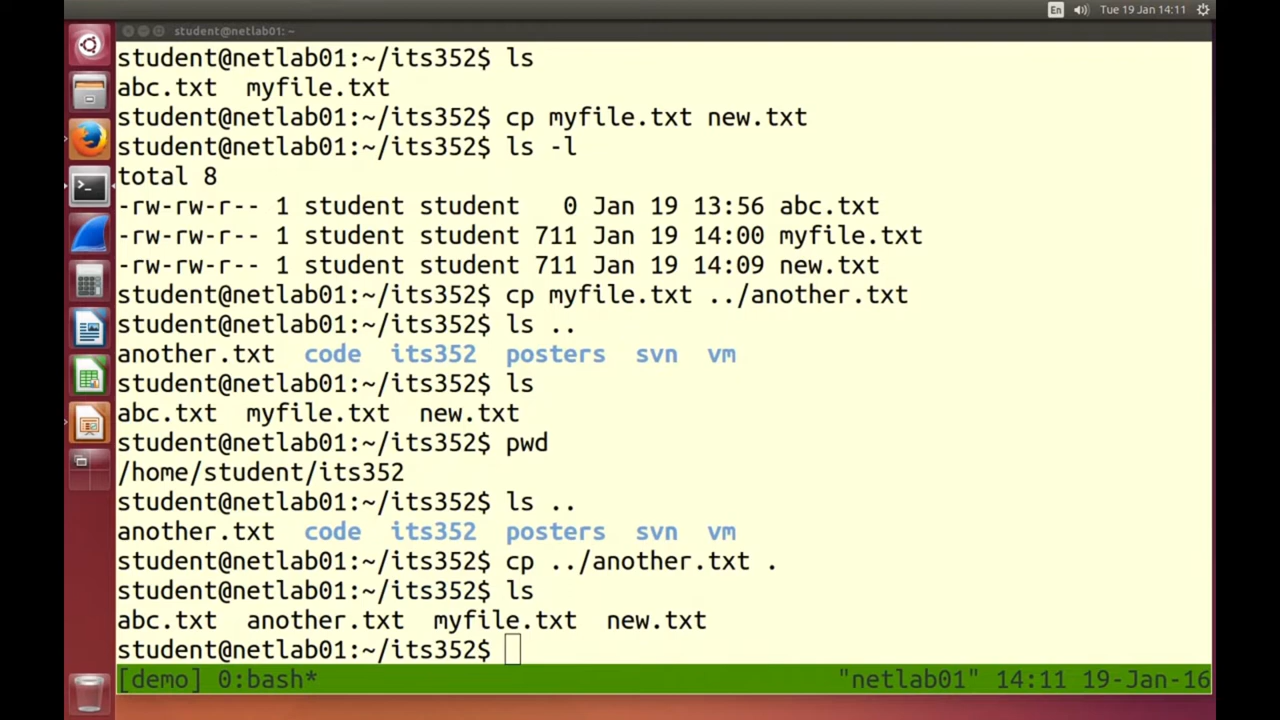 En Tue 19 Jan 14:11
student@netlab01: ~
student@netlab01:~/its352$ ls
abc.txt  myfile.txt
student@netlab01:~/its352$ cp myfile.txt new.txt
student@netlab01:~/its352$ ls -l
total 8
-rw-rw-r-- 1 student student   0 Jan 19 13:56 abc.txt
-rw-rw-r-- 1 student student 711 Jan 19 14:00 myfile.txt
-rw-rw-r-- 1 student student 711 Jan 19 14:09 new.txt
student@netlab01:~/its352$ cp myfile.txt ../another.txt
student@netlab01:~/its352$ ls ..
another.txt  code  its352  posters  svn  vm
student@netlab01:~/its352$ ls
abc.txt  myfile.txt  new.txt
student@netlab01:~/its352$ pwd
/home/student/its352
student@netlab01:~/its352$ ls ..
another.txt  code  its352  posters  svn  vm
student@netlab01:~/its352$ cp ../another.txt .
student@netlab01:~/its352$ ls
abc.txt  another.txt  myfile.txt  new.txt
student@netlab01:~/its352$
[demo] 0:bash* "netlab01" 14:11 19-Jan-16